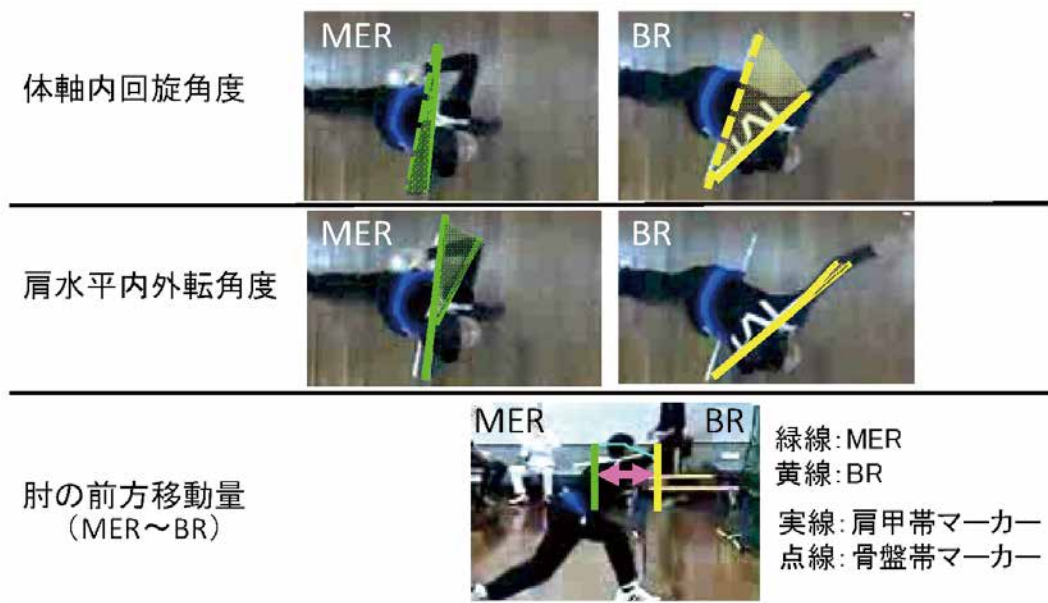 MER BR
体軸内回旋角度
MER BR
肩水平内外転角度
MER BR
肘の前方移動量
（MER～BR）
緑線：MER
黄線：BR
実線：肩甲帯マーカー
点線：骨盤帯マーカー